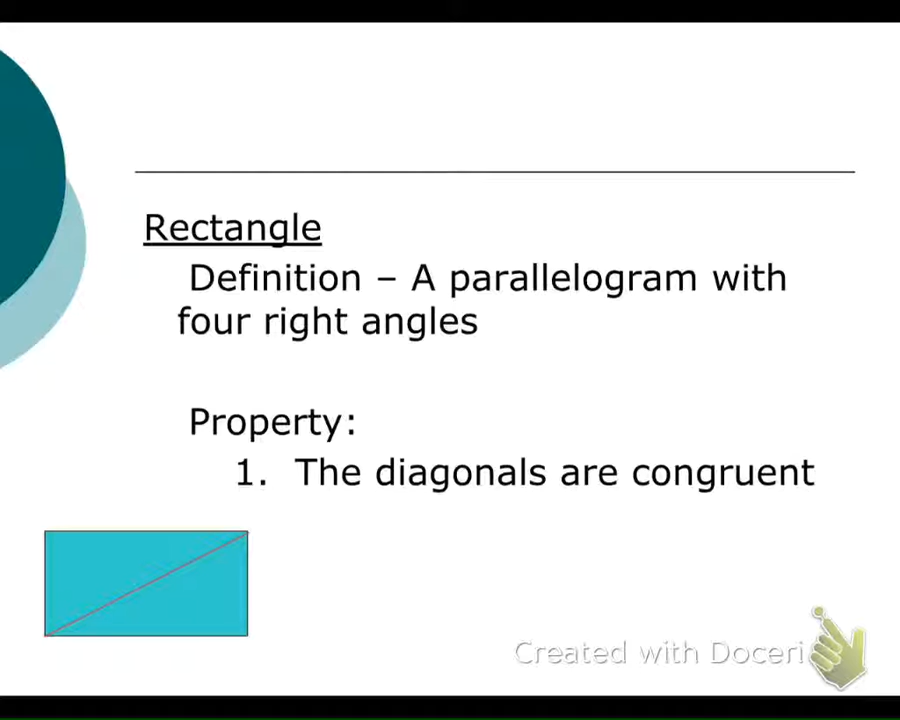 Rectangle
Definition – A parallelogram with
four right angles
Property:
1. The diagonals are congruent
Created with Doceri